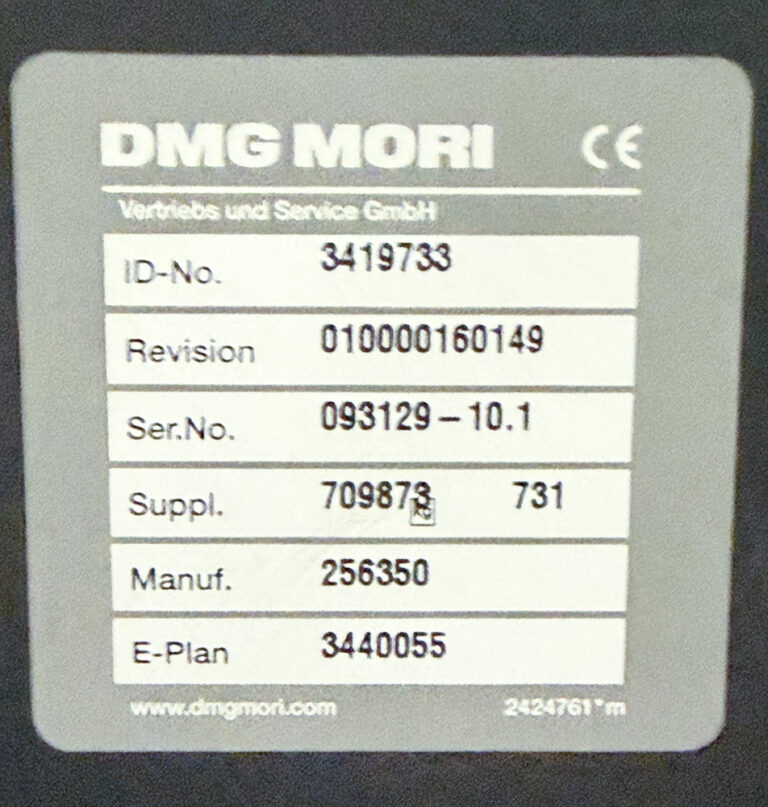 DMG MORI CE
Vertriebs und Service GmbH
ID-No. 3419733
Revision 010000160149
Ser.No. 093129-10.1
Suppl. 709873 731
Manuf. 256350
E-Plan 3440055
www.dmgmori.com 2424761*m